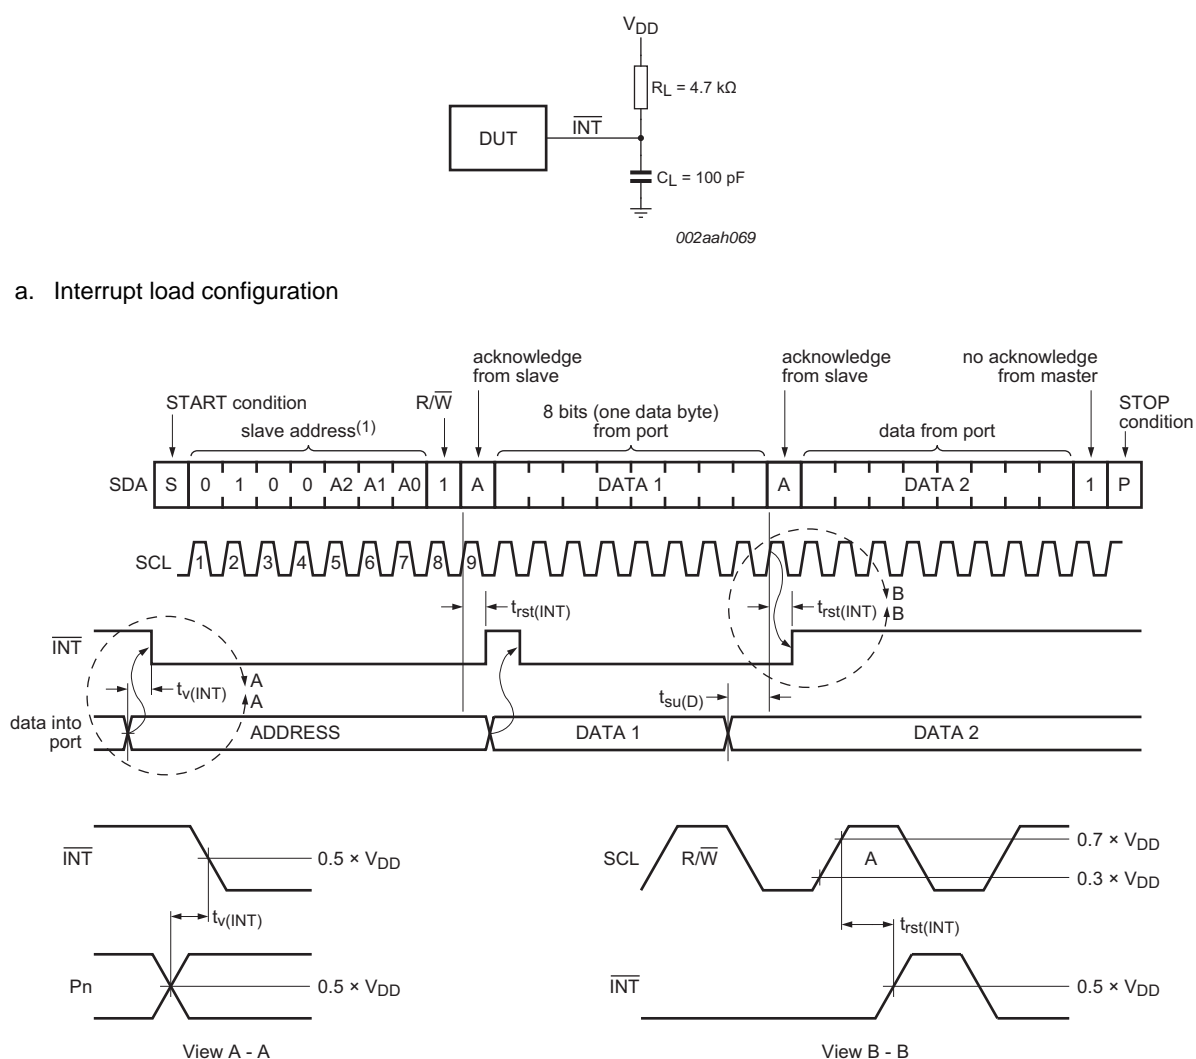 VDD
RL = 4.7 kΩ
INT
DUT
CL = 100 pF
002aah069
a. Interrupt load configuration
acknowledge
from slave
acknowledge
from slave
no acknowledge
from master
START condition
R/W
8 bits (one data byte)
from port
STOP
condition
slave address(1)
data from port
SDA S 0 1 0 0 A2 A1 A0 1 A DATA 1 A DATA 2 1 P
SCL 1 2 3 4 5 6 7 8 9
B
B
trst(INT)
trst(INT)
INT
A
A
tv(INT)
tsu(D)
data into
port
ADDRESS DATA 1 DATA 2
INT
0.5 × VDD
tv(INT)
Pn
0.5 × VDD
View A - A
SCL
R/W
A
0.7 × VDD
0.3 × VDD
trst(INT)
INT
0.5 × VDD
View B - B